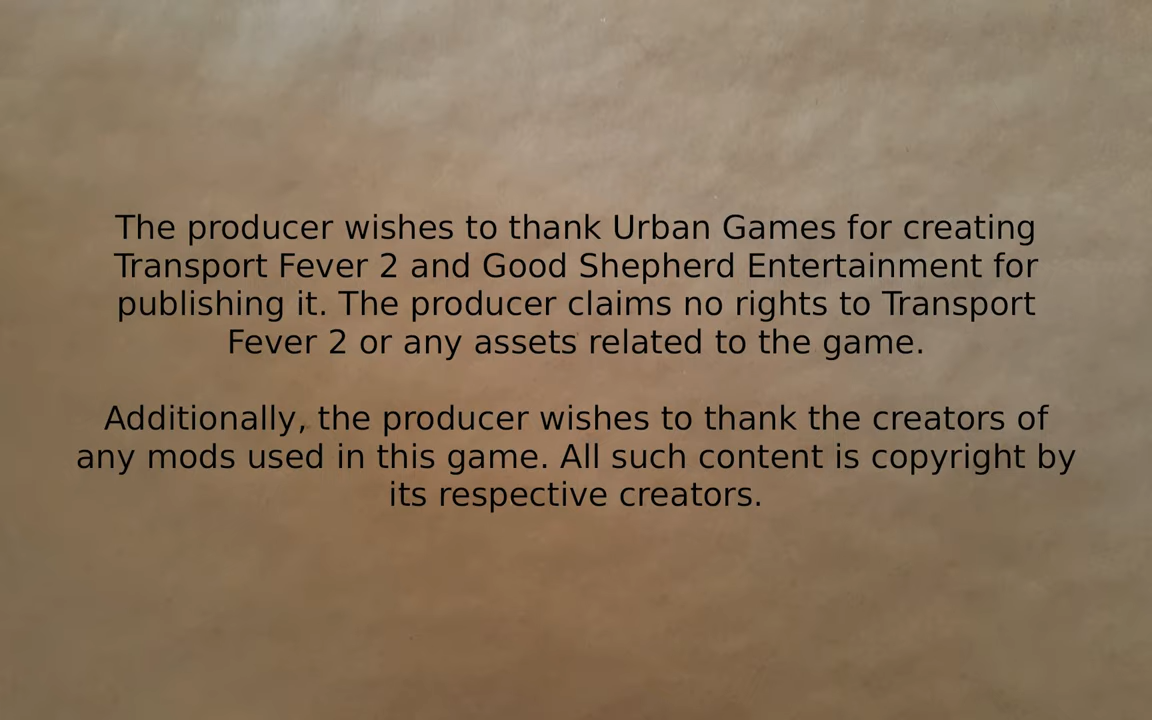 The producer wishes to thank Urban Games for creating
Transport Fever 2 and Good Shepherd Entertainment for
publishing it. The producer claims no rights to Transport
Fever 2 or any assets related to the game.
Additionally, the producer wishes to thank the creators of
any mods used in this game. All such content is copyright by
its respective creators.